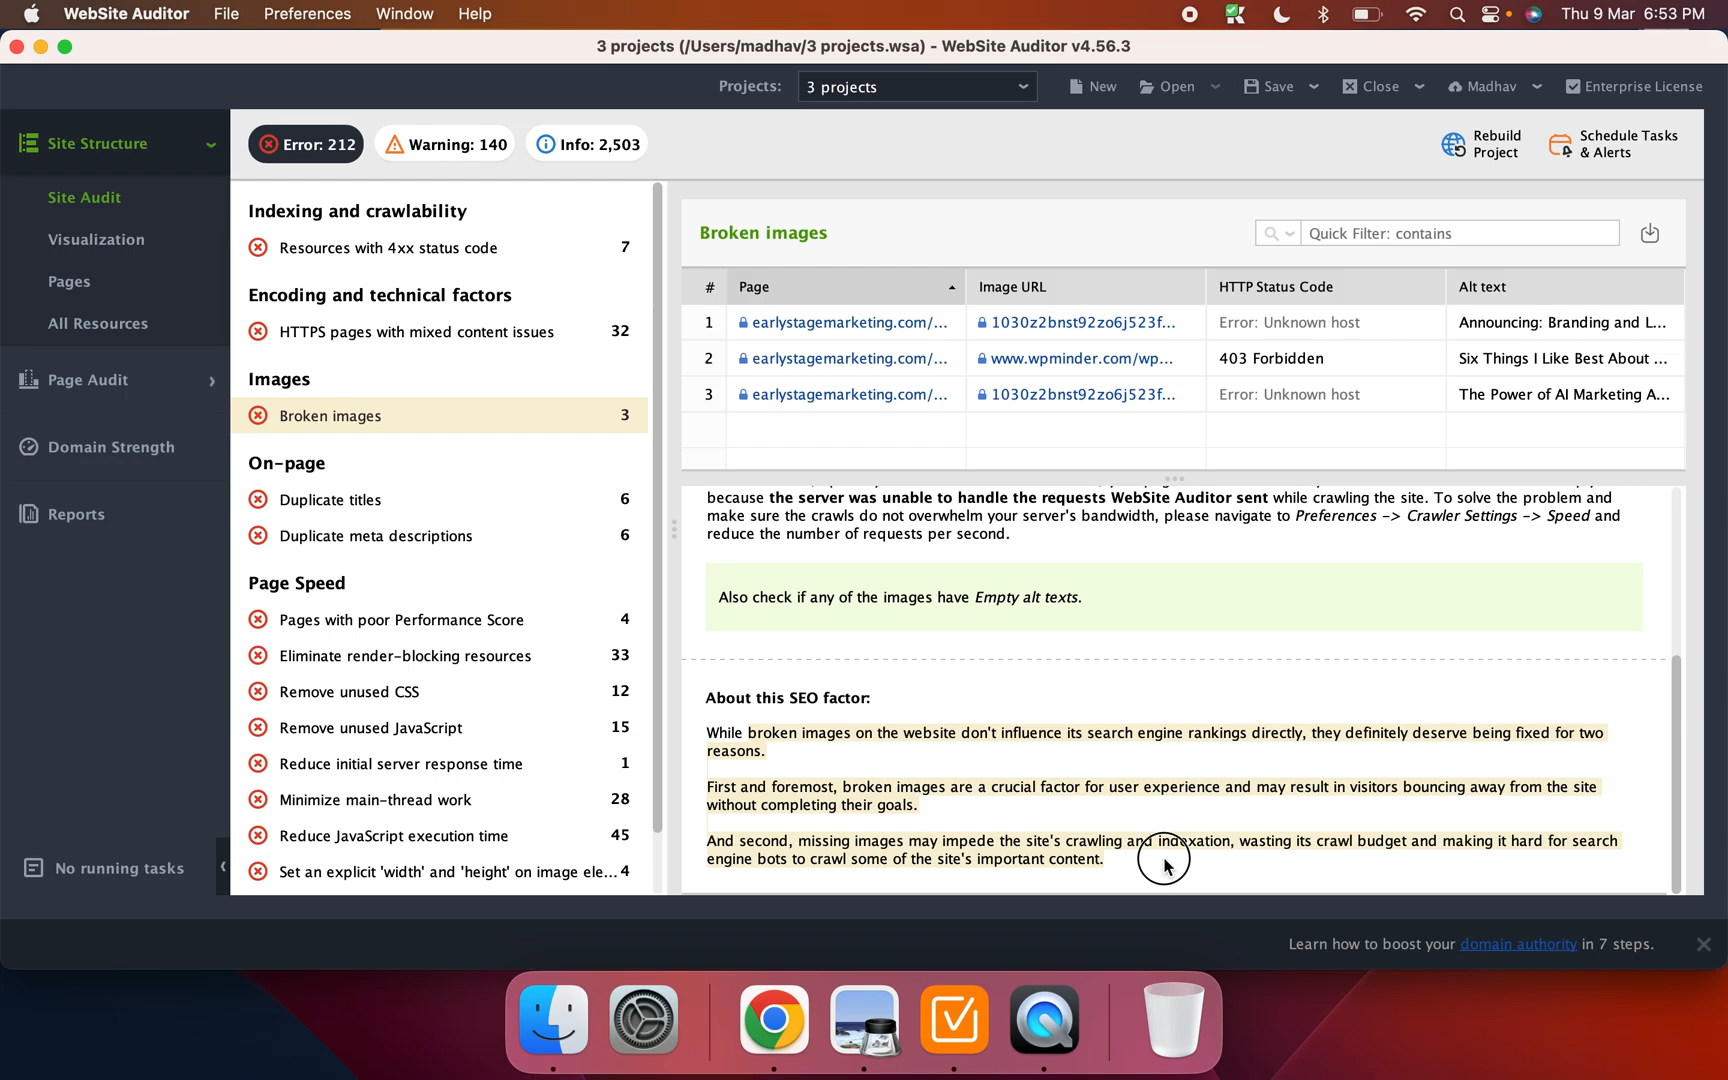 WebSite Auditor File Preferences Window Help Thu 9 Mar 6:53 PM
3 projects (/Users/madhav/3 projects.wsa) - WebSite Auditor v4.56.3
Projects: 3 projects New Open Save Close Madhav Enterprise License
Site Structure
Site Audit
Visualization
Pages
All Resources
Page Audit
Domain Strength
Reports
No running tasks
Error: 212 Warning: 140 Info: 2,503
Rebuild Project
Schedule Tasks & Alerts
Indexing and crawlability
Resources with 4xx status code 7
Encoding and technical factors
HTTPS pages with mixed content issues 32
Images
Broken images 3
On-page
Duplicate titles 6
Duplicate meta descriptions 6
Page Speed
Pages with poor Performance Score 4
Eliminate render-blocking resources 33
Remove unused CSS 12
Remove unused JavaScript 15
Reduce initial server response time 1
Minimize main-thread work 28
Reduce JavaScript execution time 45
Set an explicit 'width' and 'height' on image ele... 4
Broken images
Quick Filter: contains
# Page Image URL HTTP Status Code Alt text
1 earlystagemarketing.com/... 1030z2bnst92zo6j523f... Error: Unknown host Announcing: Branding and L...
2 earlystagemarketing.com/... www.wpminder.com/wp... 403 Forbidden Six Things I Like Best About ...
3 earlystagemarketing.com/... 1030z2bnst92zo6j523f... Error: Unknown host The Power of AI Marketing A...
because the server was unable to handle the requests WebSite Auditor sent while crawling the site. To solve the problem and
make sure the crawls do not overwhelm your server's bandwidth, please navigate to Preferences -> Crawler Settings -> Speed and
reduce the number of requests per second.
Also check if any of the images have Empty alt texts.
About this SEO factor:
While broken images on the website don't influence its search engine rankings directly, they definitely deserve being fixed for two
reasons.
First and foremost, broken images are a crucial factor for user experience and may result in visitors bouncing away from the site
without completing their goals.
And second, missing images may impede the site's crawling and indexation, wasting its crawl budget and making it hard for search
engine bots to crawl some of the site's important content.
Learn how to boost your domain authority in 7 steps.